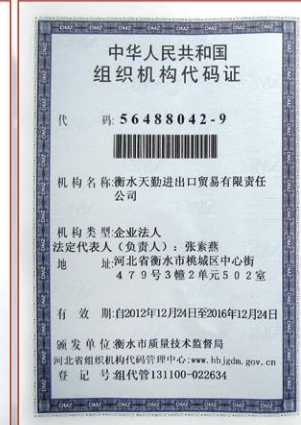 中华人民共和国
组织机构代码证
代 码: 56488042-9
机构名称:衡水天勤进出口贸易有限责任
公司
机构类型:企业法人
法定代表人（负责人）：张素燕
地 址:河北省衡水市桃城区中心街
479号3幢2单元502室
有 效 期:自2012年12月24日至2016年12月24日
颁发单位:衡水市质量技术监督局
河北省组织机构代码管理中心:www.hbjgdm.gov.cn
登 记 号:组代管131100-022634